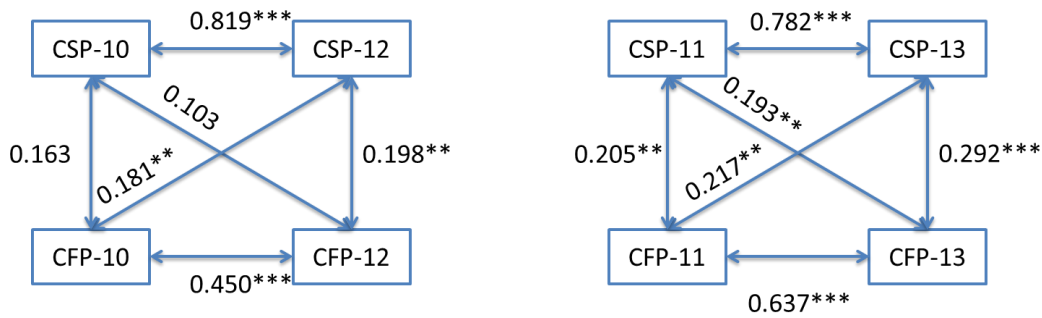 0.819***
CSP-10
CSP-12
0.103
0.163
0.181**
0.198**
CFP-10
CFP-12
0.450***
0.782***
CSP-11
CSP-13
0.193**
0.205**
0.217**
0.292***
CFP-11
CFP-13
0.637***